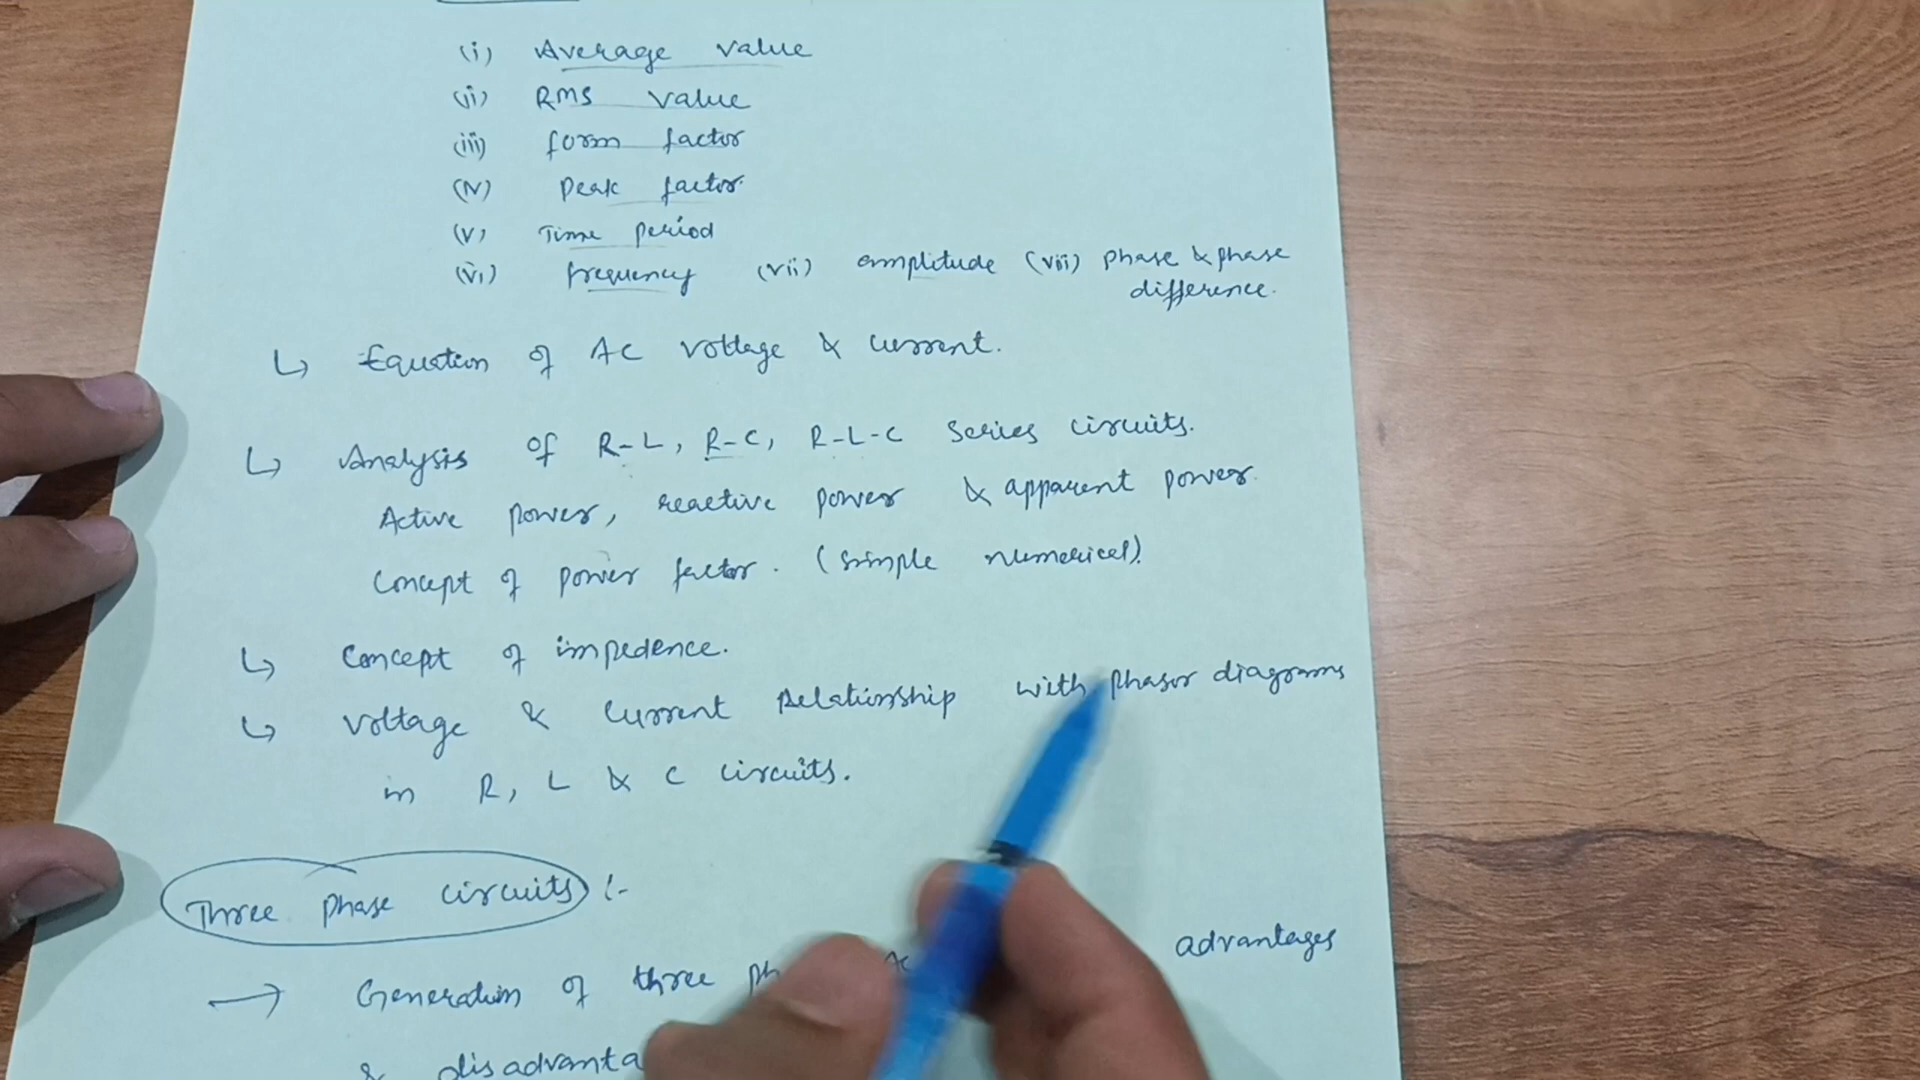 (i) Average value
(ii) RMS value
(iii) form factor
(iv) Peak factor.
(v) Time period
(vi) frequency (vii) amplitude (viii) phase & phase
difference.
↳ Equation of AC voltage & current.
↳ Analysis of R-L, R-C, R-L-C series circuits.
Active power, reactive power & apparent power.
Concept of power factor. (simple numerical).
↳ Concept of impedence.
↳ voltage & current Relationship with phasor diagrams
in R, L & C circuits.
Three phase circuits :-
→ Generation of three ph AC advantages
& disadvanta